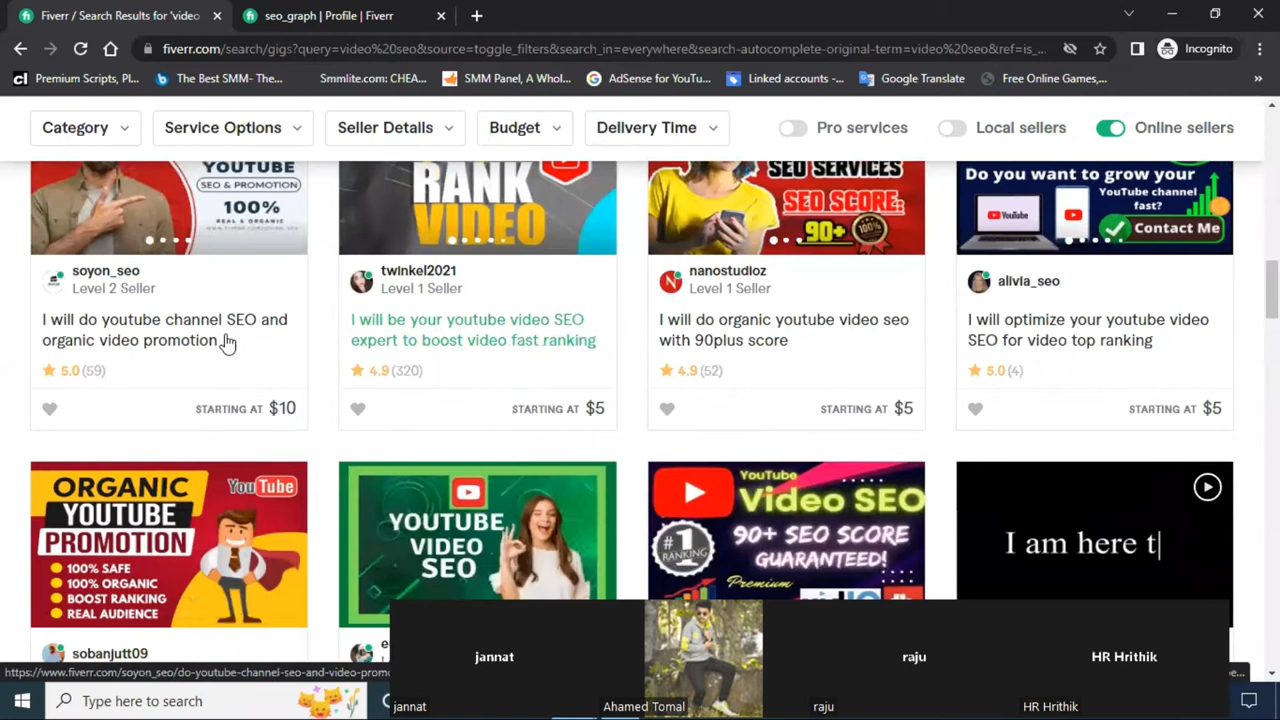 Fiverr / Search Results for 'video
seo_graph | Profile | Fiverr
fiverr.com/search/gigs?query=video%20seo&source=toggle_filters&search_in=everywhere&search-autocomplete-original-term=video%20seo&ref=is_...
Incognito
Premium Scripts, Pl...
The Best SMM- The...
Smmlite.com: CHEA...
SMM Panel, A Whol...
AdSense for YouTu...
Linked accounts -...
Google Translate
Free Online Games,...
Category
Service Options
Seller Details
Budget
Delivery Time
Pro services
Local sellers
Online sellers
YOUTUBE
SEO & PROMOTION
100%
REAL & ORGANIC
RANK
VIDEO
SEO SERVICES
SEO SCORE:
90+
Do you want to grow your
YouTube channel
fast?
YouTube
Contact Me
soyon_seo
Level 2 Seller
I will do youtube channel SEO and
organic video promotion
5.0 (59)
STARTING AT $10
twinkel2021
Level 1 Seller
I will be your youtube video SEO
expert to boost video fast ranking
4.9 (320)
STARTING AT $5
nanostudioz
Level 1 Seller
I will do organic youtube video seo
with 90plus score
4.9 (52)
STARTING AT $5
alivia_seo
I will optimize your youtube video
SEO for video top ranking
5.0 (4)
STARTING AT $5
ORGANIC
YOUTUBE
PROMOTION
YouTube
100% SAFE
100% ORGANIC
BOOST RANKING
REAL AUDIENCE
YOUTUBE
VIDEO
SEO
YouTube
Video SEO
#1
RANKING
90+ SEO SCORE
GUARANTEED!
Premium
I am here t
sobanjutt09
jannat
raju
HR Hrithik
jannat
Ahamed Tomal
raju
HR Hrithik
https://www.fiverr.com/soyon_seo/do-youtube-channel-seo-and-video-promo
Type here to search